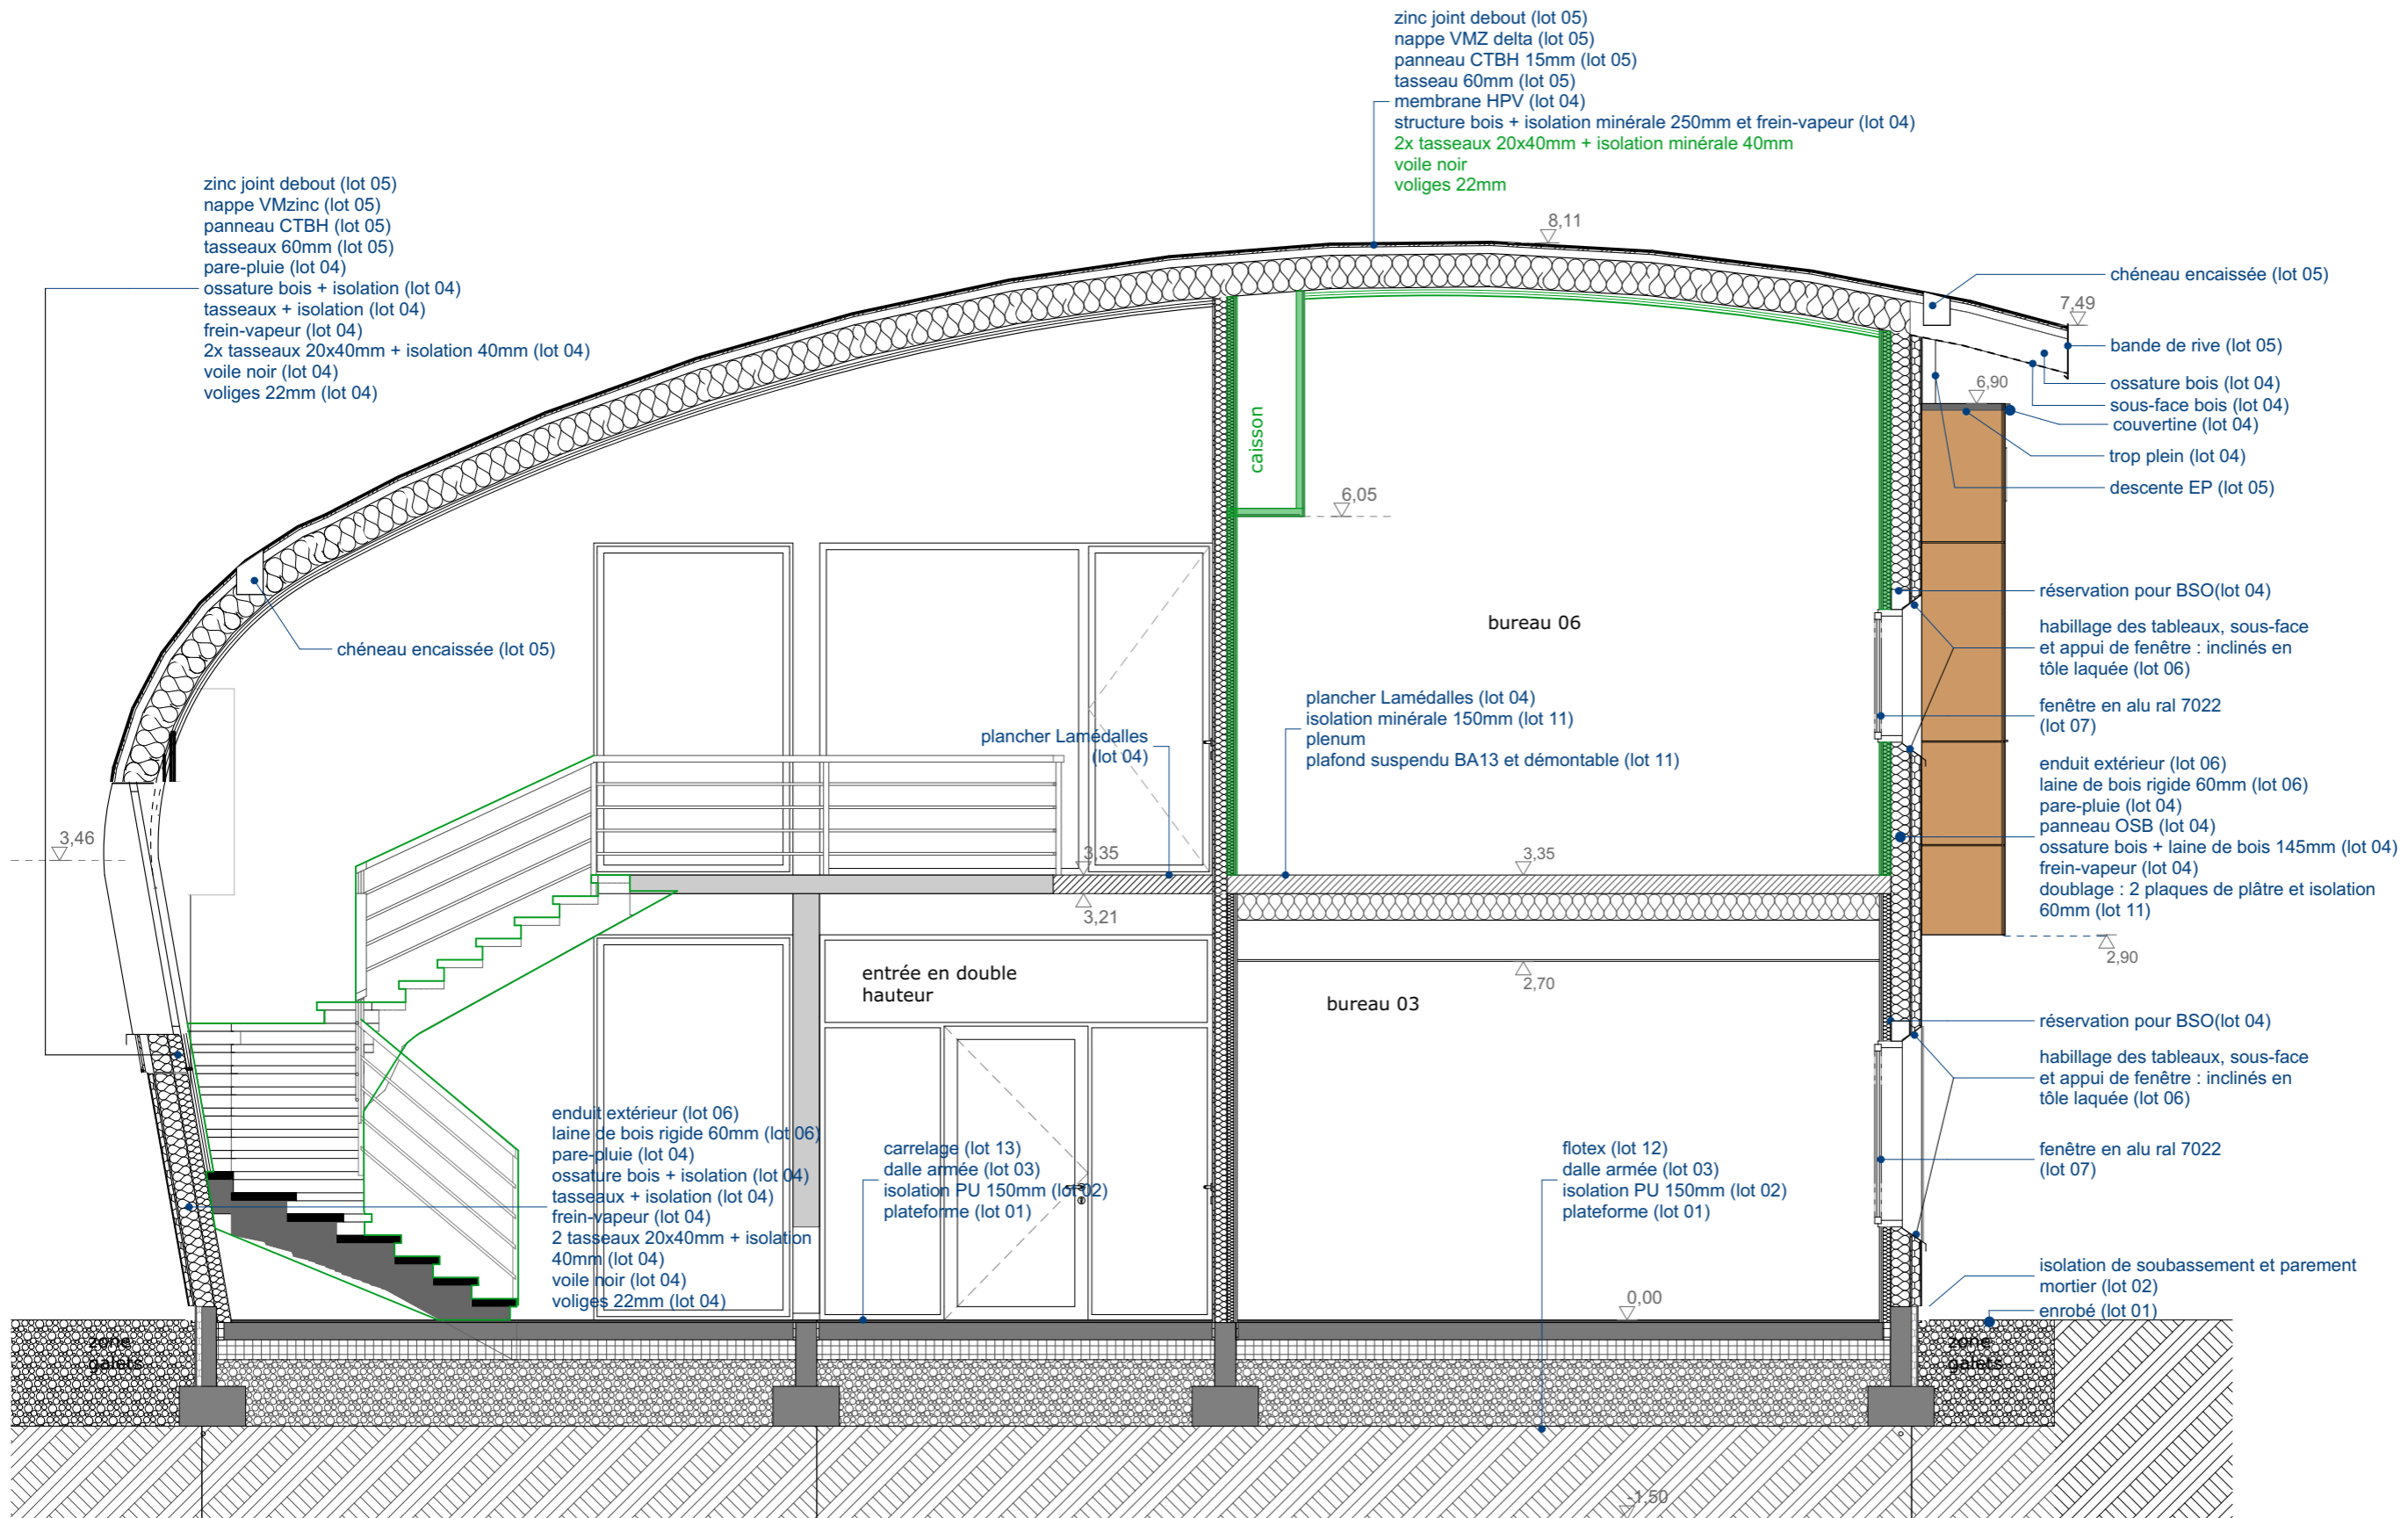 zinc joint debout (lot 05)
nappe VMZ delta (lot 05)
panneau CTBH 15mm (lot 05)
tasseau 60mm (lot 05)
membrane HPV (lot 04)
structure bois + isolation minérale 250mm et frein-vapeur (lot 04)
2x tasseaux 20x40mm + isolation minérale 40mm
voile noir
voliges 22mm
zinc joint debout (lot 05)
nappe VMzinc (lot 05)
panneau CTBH (lot 05)
tasseaux 60mm (lot 05)
pare-pluie (lot 04)
ossature bois + isolation (lot 04)
tasseaux + isolation (lot 04)
frein-vapeur (lot 04)
2x tasseaux 20x40mm + isolation 40mm (lot 04)
voile noir (lot 04)
voliges 22mm (lot 04)
8,11
chéneau encaissée (lot 05)
7,49
bande de rive (lot 05)
6,90
ossature bois (lot 04)
sous-face bois (lot 04)
couvertine (lot 04)
trop plein (lot 04)
descente EP (lot 05)
caisson
6,05
réservation pour BSO(lot 04)
bureau 06
habillage des tableaux, sous-face
et appui de fenêtre : inclinés en
tôle laquée (lot 06)
chéneau encaissée (lot 05)
fenêtre en alu ral 7022
(lot 07)
plancher Lamédalles
(lot 04)
plancher Lamédalles (lot 04)
isolation minérale 150mm (lot 11)
plenum
plafond suspendu BA13 et démontable (lot 11)
enduit extérieur (lot 06)
laine de bois rigide 60mm (lot 06)
pare-pluie (lot 04)
panneau OSB (lot 04)
ossature bois + laine de bois 145mm (lot 04)
frein-vapeur (lot 04)
doublage : 2 plaques de plâtre et isolation
60mm (lot 11)
3,46
3,35
3,35
3,21
2,90
entrée en double
hauteur
2,70
bureau 03
réservation pour BSO(lot 04)
habillage des tableaux, sous-face
et appui de fenêtre : inclinés en
tôle laquée (lot 06)
fenêtre en alu ral 7022
(lot 07)
enduit extérieur (lot 06)
laine de bois rigide 60mm (lot 06)
pare-pluie (lot 04)
ossature bois + isolation (lot 04)
tasseaux + isolation (lot 04)
frein-vapeur (lot 04)
2 tasseaux 20x40mm + isolation
40mm (lot 04)
voile noir (lot 04)
voliges 22mm (lot 04)
carrelage (lot 13)
dalle armée (lot 03)
isolation PU 150mm (lot 02)
plateforme (lot 01)
flotex (lot 12)
dalle armée (lot 03)
isolation PU 150mm (lot 02)
plateforme (lot 01)
isolation de soubassement et parement
mortier (lot 02)
0,00
enrobé (lot 01)
zone
galets
zone
galets
-1,50